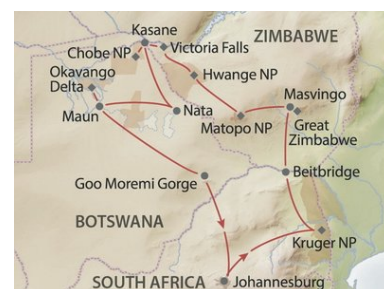 Kasane
ZIMBABWE
Chobe NP
Victoria Falls
Okavango
Delta
Hwange NP
Masvingo
Maun
Nata
Matopo NP
Great
Zimbabwe
Goo Moremi Gorge
Beitbridge
BOTSWANA
Kruger NP
SOUTH AFRICA
Johannesburg